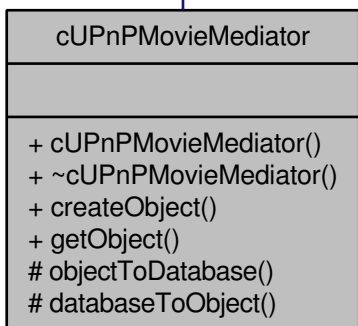 cUPnPMovieMediator
+ cUPnPMovieMediator()
+ ~cUPnPMovieMediator()
+ createObject()
+ getObject()
# objectToDatabase()
# databaseToObject()